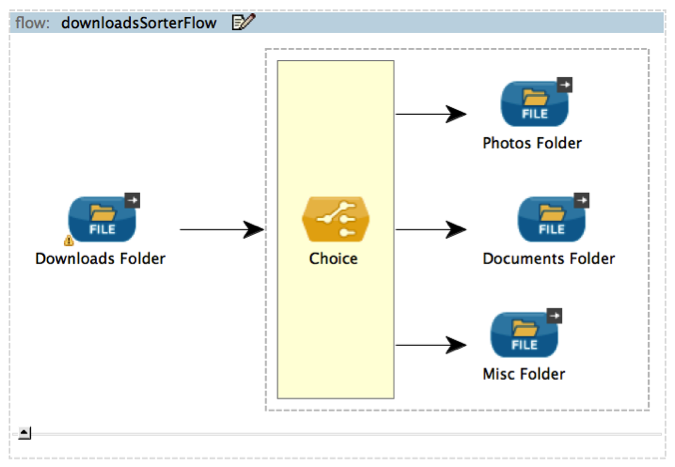 flow: downloadsSorterFlow
FILE
Photos Folder
FILE
Downloads Folder
Choice
FILE
Documents Folder
FILE
Misc Folder